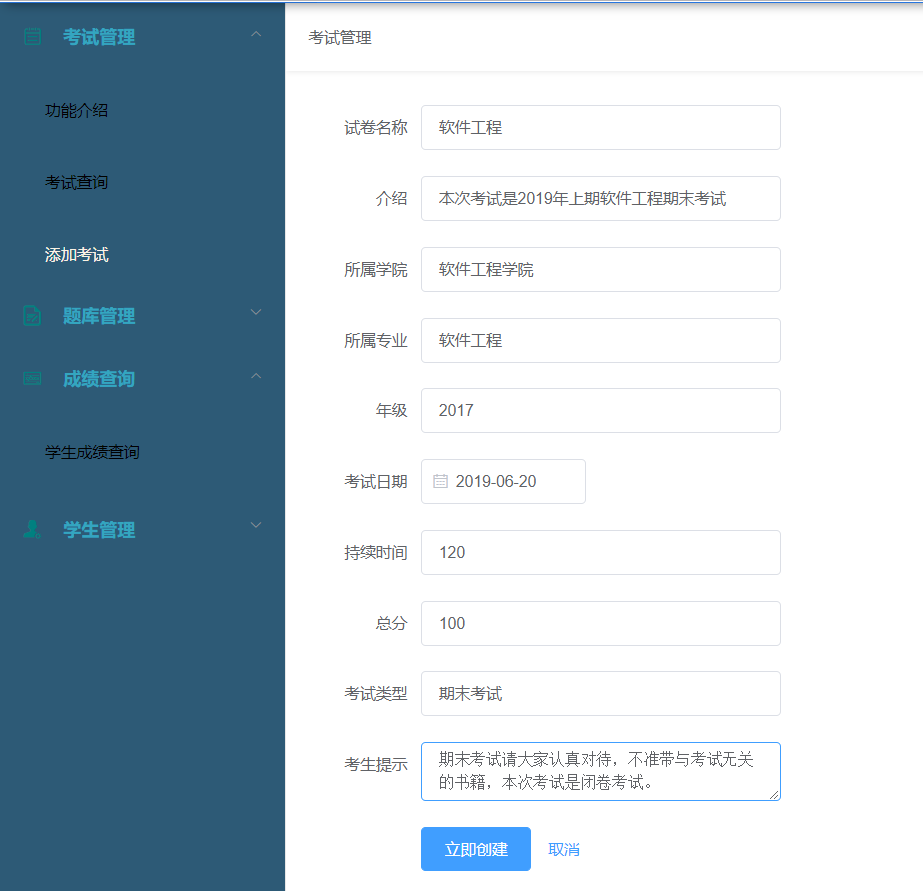 考试管理
功能介绍
考试查询
添加考试
题库管理
成绩查询
学生成绩查询
学生管理
考试管理
试卷名称 软件工程
介绍 本次考试是2019年上期软件工程期末考试
所属学院 软件工程学院
所属专业 软件工程
年级 2017
考试日期 2019-06-20
持续时间 120
总分 100
考试类型 期末考试
考生提示 期末考试请大家认真对待，不准带与考试无关
的书籍，本次考试是闭卷考试。
立即创建 取消